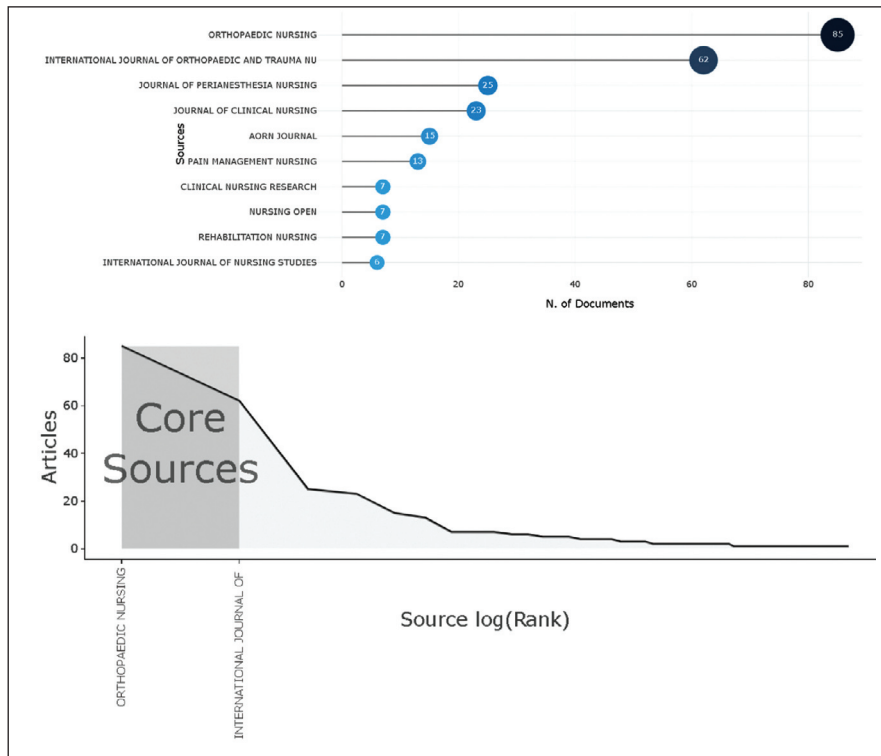 ORTHOPAEDIC NURSING
85
INTERNATIONAL JOURNAL OF ORTHOPAEDIC AND TRAUMA NU
62
JOURNAL OF PERIANESTHESIA NURSING
25
JOURNAL OF CLINICAL NURSING
23
Sources
AORN JOURNAL
15
PAIN MANAGEMENT NURSING
13
CLINICAL NURSING RESEARCH
7
NURSING OPEN
7
REHABILITATION NURSING
7
INTERNATIONAL JOURNAL OF NURSING STUDIES
6
0 20 40 60 80
N. of Documents
Articles
80
60
40
20
0
Core
Sources
ORTHOPAEDIC NURSING
INTERNATIONAL JOURNAL OF
Source log(Rank)